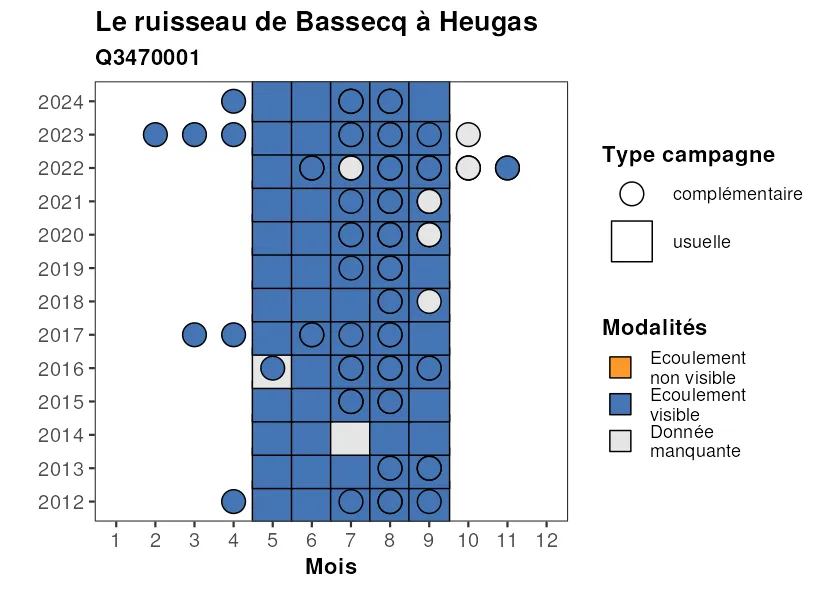 Le ruisseau de Bassecq à Heugas
Q3470001
2024
2023
2022
2021
2020
2019
2018
2017
2016
2015
2014
2013
2012
1 2 3 4 5 6 7 8 9 10 11 12
Mois
Type campagne
complémentaire
usuelle
Modalités
Ecoulement
non visible
Ecoulement
visible
Donnée
manquante